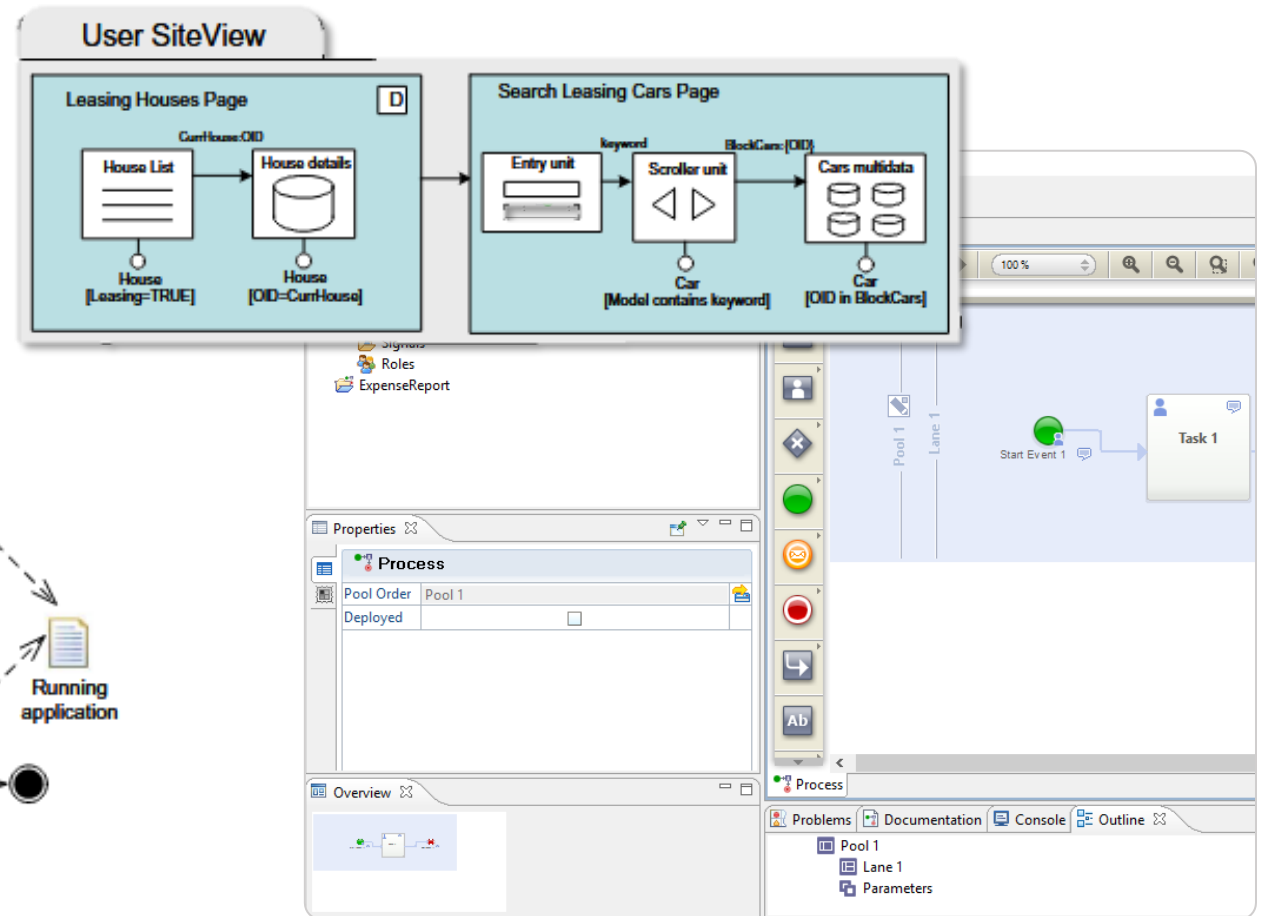 User SiteView
Leasing Houses Page
D
CurrHouse:OID
House List
House details
House
[Leasing=TRUE]
House
[OID=CurrHouse]
Search Leasing Cars Page
keyword
BlockCars:{OID}
Entry unit
Scroller unit
Cars multidata
Car
[Model contains keyword]
Car
[OID in BlockCars]
100 %
Signals
Roles
ExpenseReport
Pool 1
Lane 1
Start Event 1
Task 1
Ab
Process
Properties
Process
Pool Order
Pool 1
Deployed
Running
application
Overview
Problems
Documentation
Console
Outline
Pool 1
Lane 1
Parameters